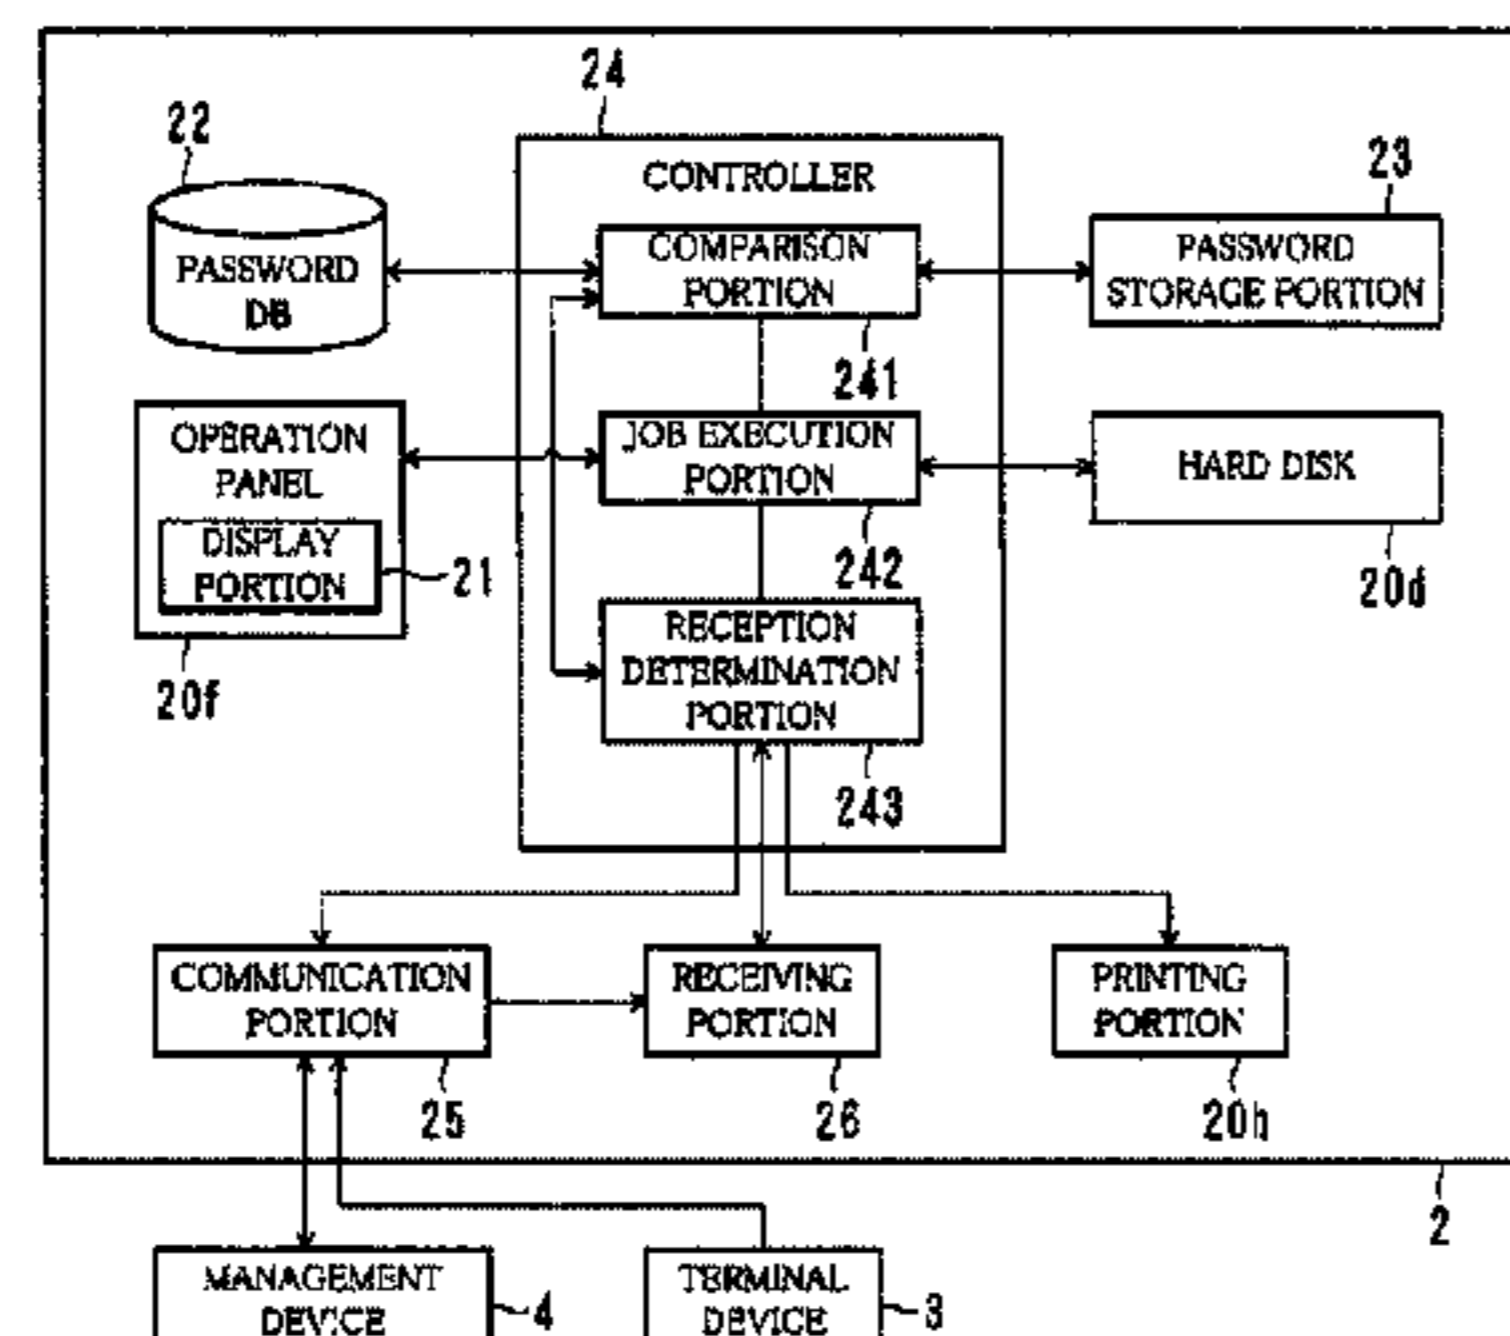 24
22
CONTROLLER
23
PASSWORD
DB
COMPARISON
PORTION
PASSWORD
STORAGE PORTION
241
OPERATION
PANEL
JOB EXECUTION
PORTION
HARD DISK
DISPLAY
PORTION
21
242
20d
RECEPTION
DETERMINATION
PORTION
20f
243
COMMUNICATION
PORTION
RECEIVING
PORTION
PRINTING
PORTION
25
26
20h
2
MANAGEMENT
DEVICE
4
TERMINAL
DEVICE
3